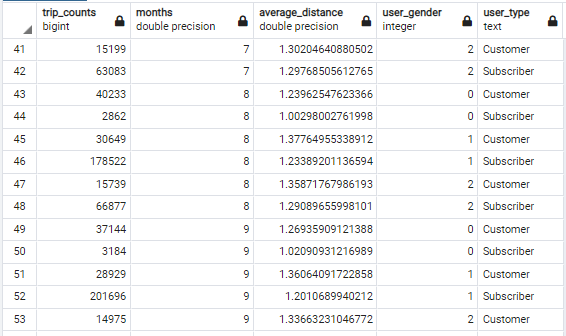 trip_counts months average_distance user_gender user_type
bigint double precision double precision integer text
41 15199 7 1.30204640880502 2 Customer
42 63083 7 1.29768505612765 2 Subscriber
43 40233 8 1.23962547623366 0 Customer
44 2862 8 1.00298002761998 0 Subscriber
45 30649 8 1.37764955338912 1 Customer
46 178522 8 1.23389201136594 1 Subscriber
47 15739 8 1.35871767986193 2 Customer
48 66877 8 1.29089655998101 2 Subscriber
49 37144 9 1.26935909121388 0 Customer
50 3184 9 1.02090931216989 0 Subscriber
51 28929 9 1.36064091722858 1 Customer
52 201696 9 1.2010689940212 1 Subscriber
53 14975 9 1.33663231046772 2 Customer